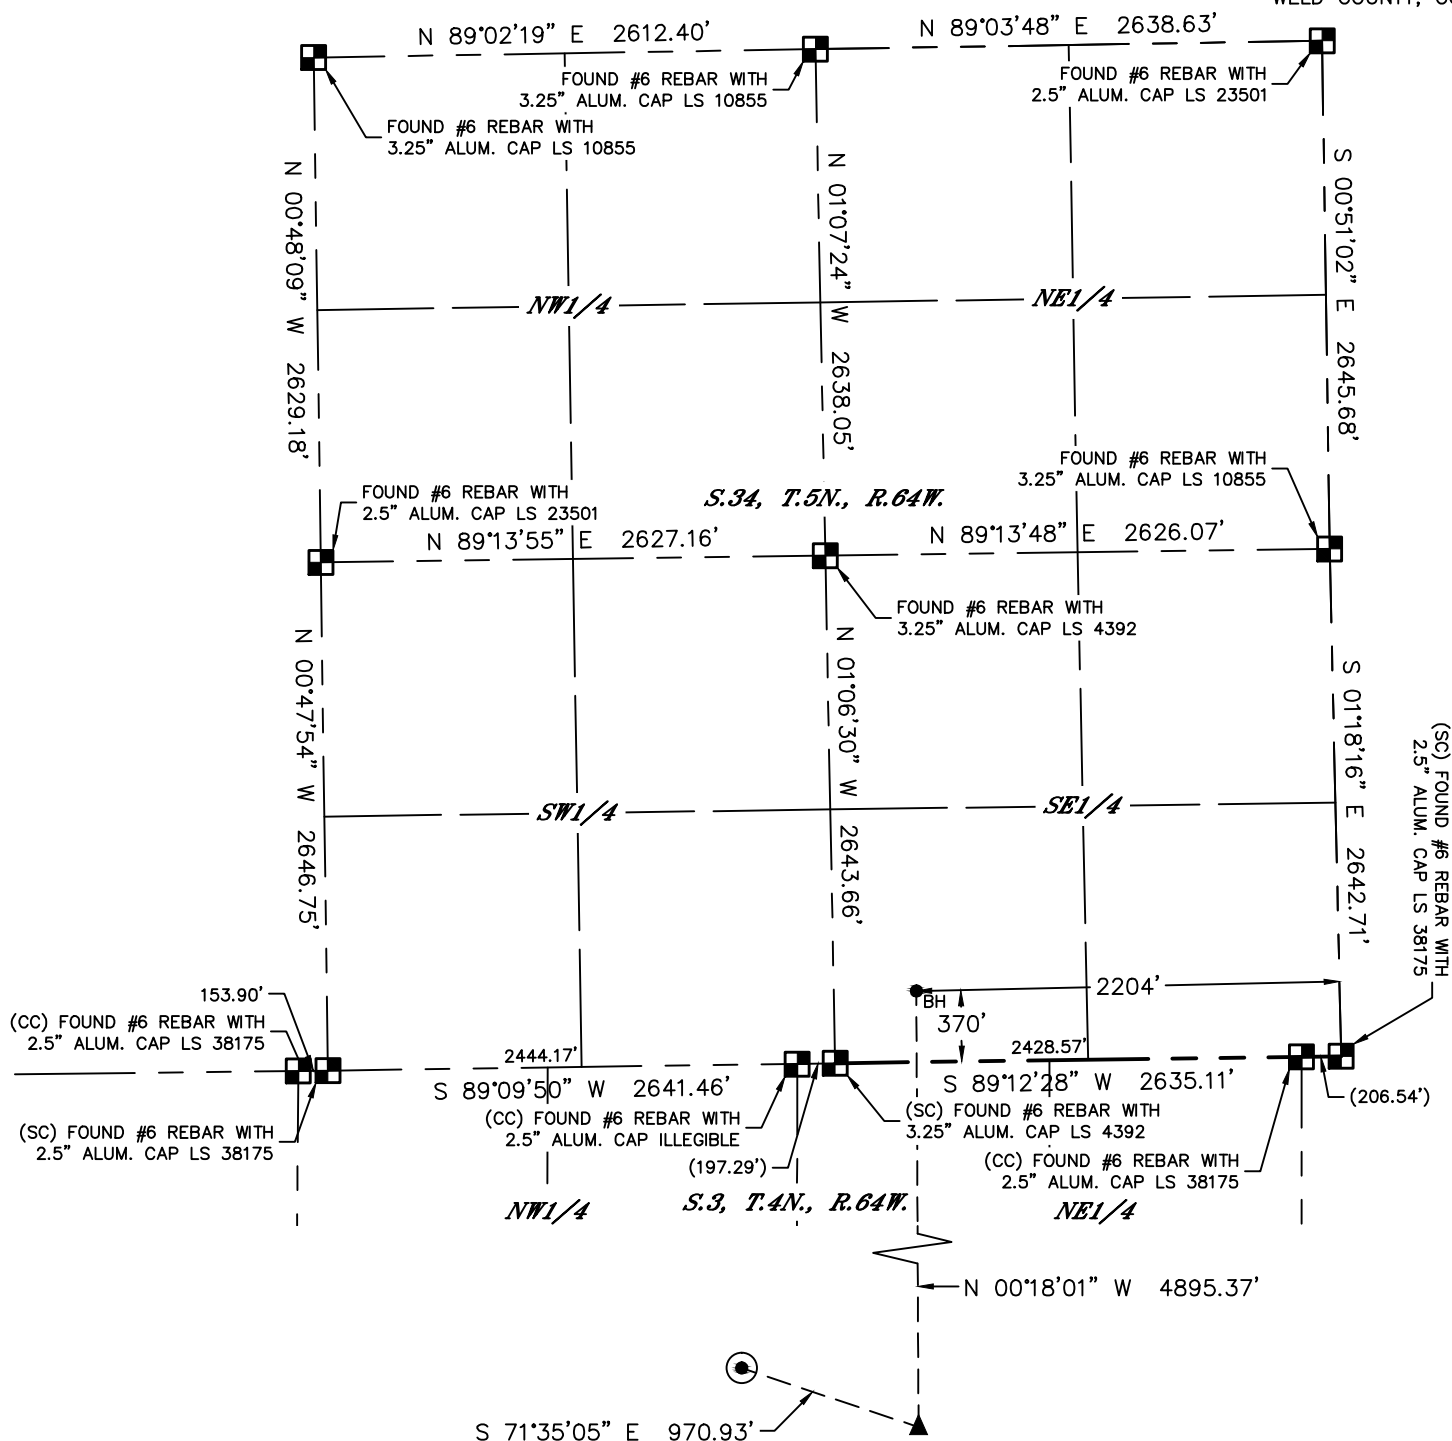 WELD COUNTY,
N 89°02'19" E 2612.40'
N 89°03'48" E 2638.63'
FOUND #6 REBAR WITH
3.25" ALUM. CAP LS 10855
FOUND #6 REBAR WITH
2.5" ALUM. CAP LS 23501
FOUND #6 REBAR WITH
3.25" ALUM. CAP LS 10855
N 00°48'09" W 2629.18'
N 01°07'24" W 2638.05'
S 00°51'02" E 2645.68'
NW1/4
NE1/4
FOUND #6 REBAR WITH
3.25" ALUM. CAP LS 10855
FOUND #6 REBAR WITH
2.5" ALUM. CAP LS 23501
S.34, T.5N., R.64W.
N 89°13'55" E 2627.16'
N 89°13'48" E 2626.07'
FOUND #6 REBAR WITH
3.25" ALUM. CAP LS 4392
N 00°47'54" W 2646.75'
N 01°06'30" W 2643.66'
S 01°18'16" E 2642.71'
(SC) FOUND #6 REBAR WITH
2.5" ALUM. CAP LS 38175
SW1/4
SE1/4
2204'
BH
370'
153.90'
(CC) FOUND #6 REBAR WITH
2.5" ALUM. CAP LS 38175
2444.17'
2428.57'
S 89°09'50" W 2641.46'
S 89°12'28" W 2635.11'
(206.54')
(CC) FOUND #6 REBAR WITH
2.5" ALUM. CAP ILLEGIBLE
(SC) FOUND #6 REBAR WITH
3.25" ALUM. CAP LS 4392
(SC) FOUND #6 REBAR WITH
2.5" ALUM. CAP LS 38175
(197.29')
(CC) FOUND #6 REBAR WITH
2.5" ALUM. CAP LS 38175
NW1/4
S.3, T.4N., R.64W.
NE1/4
N 00°18'01" W 4895.37'
S 71°35'05" E 970.93'